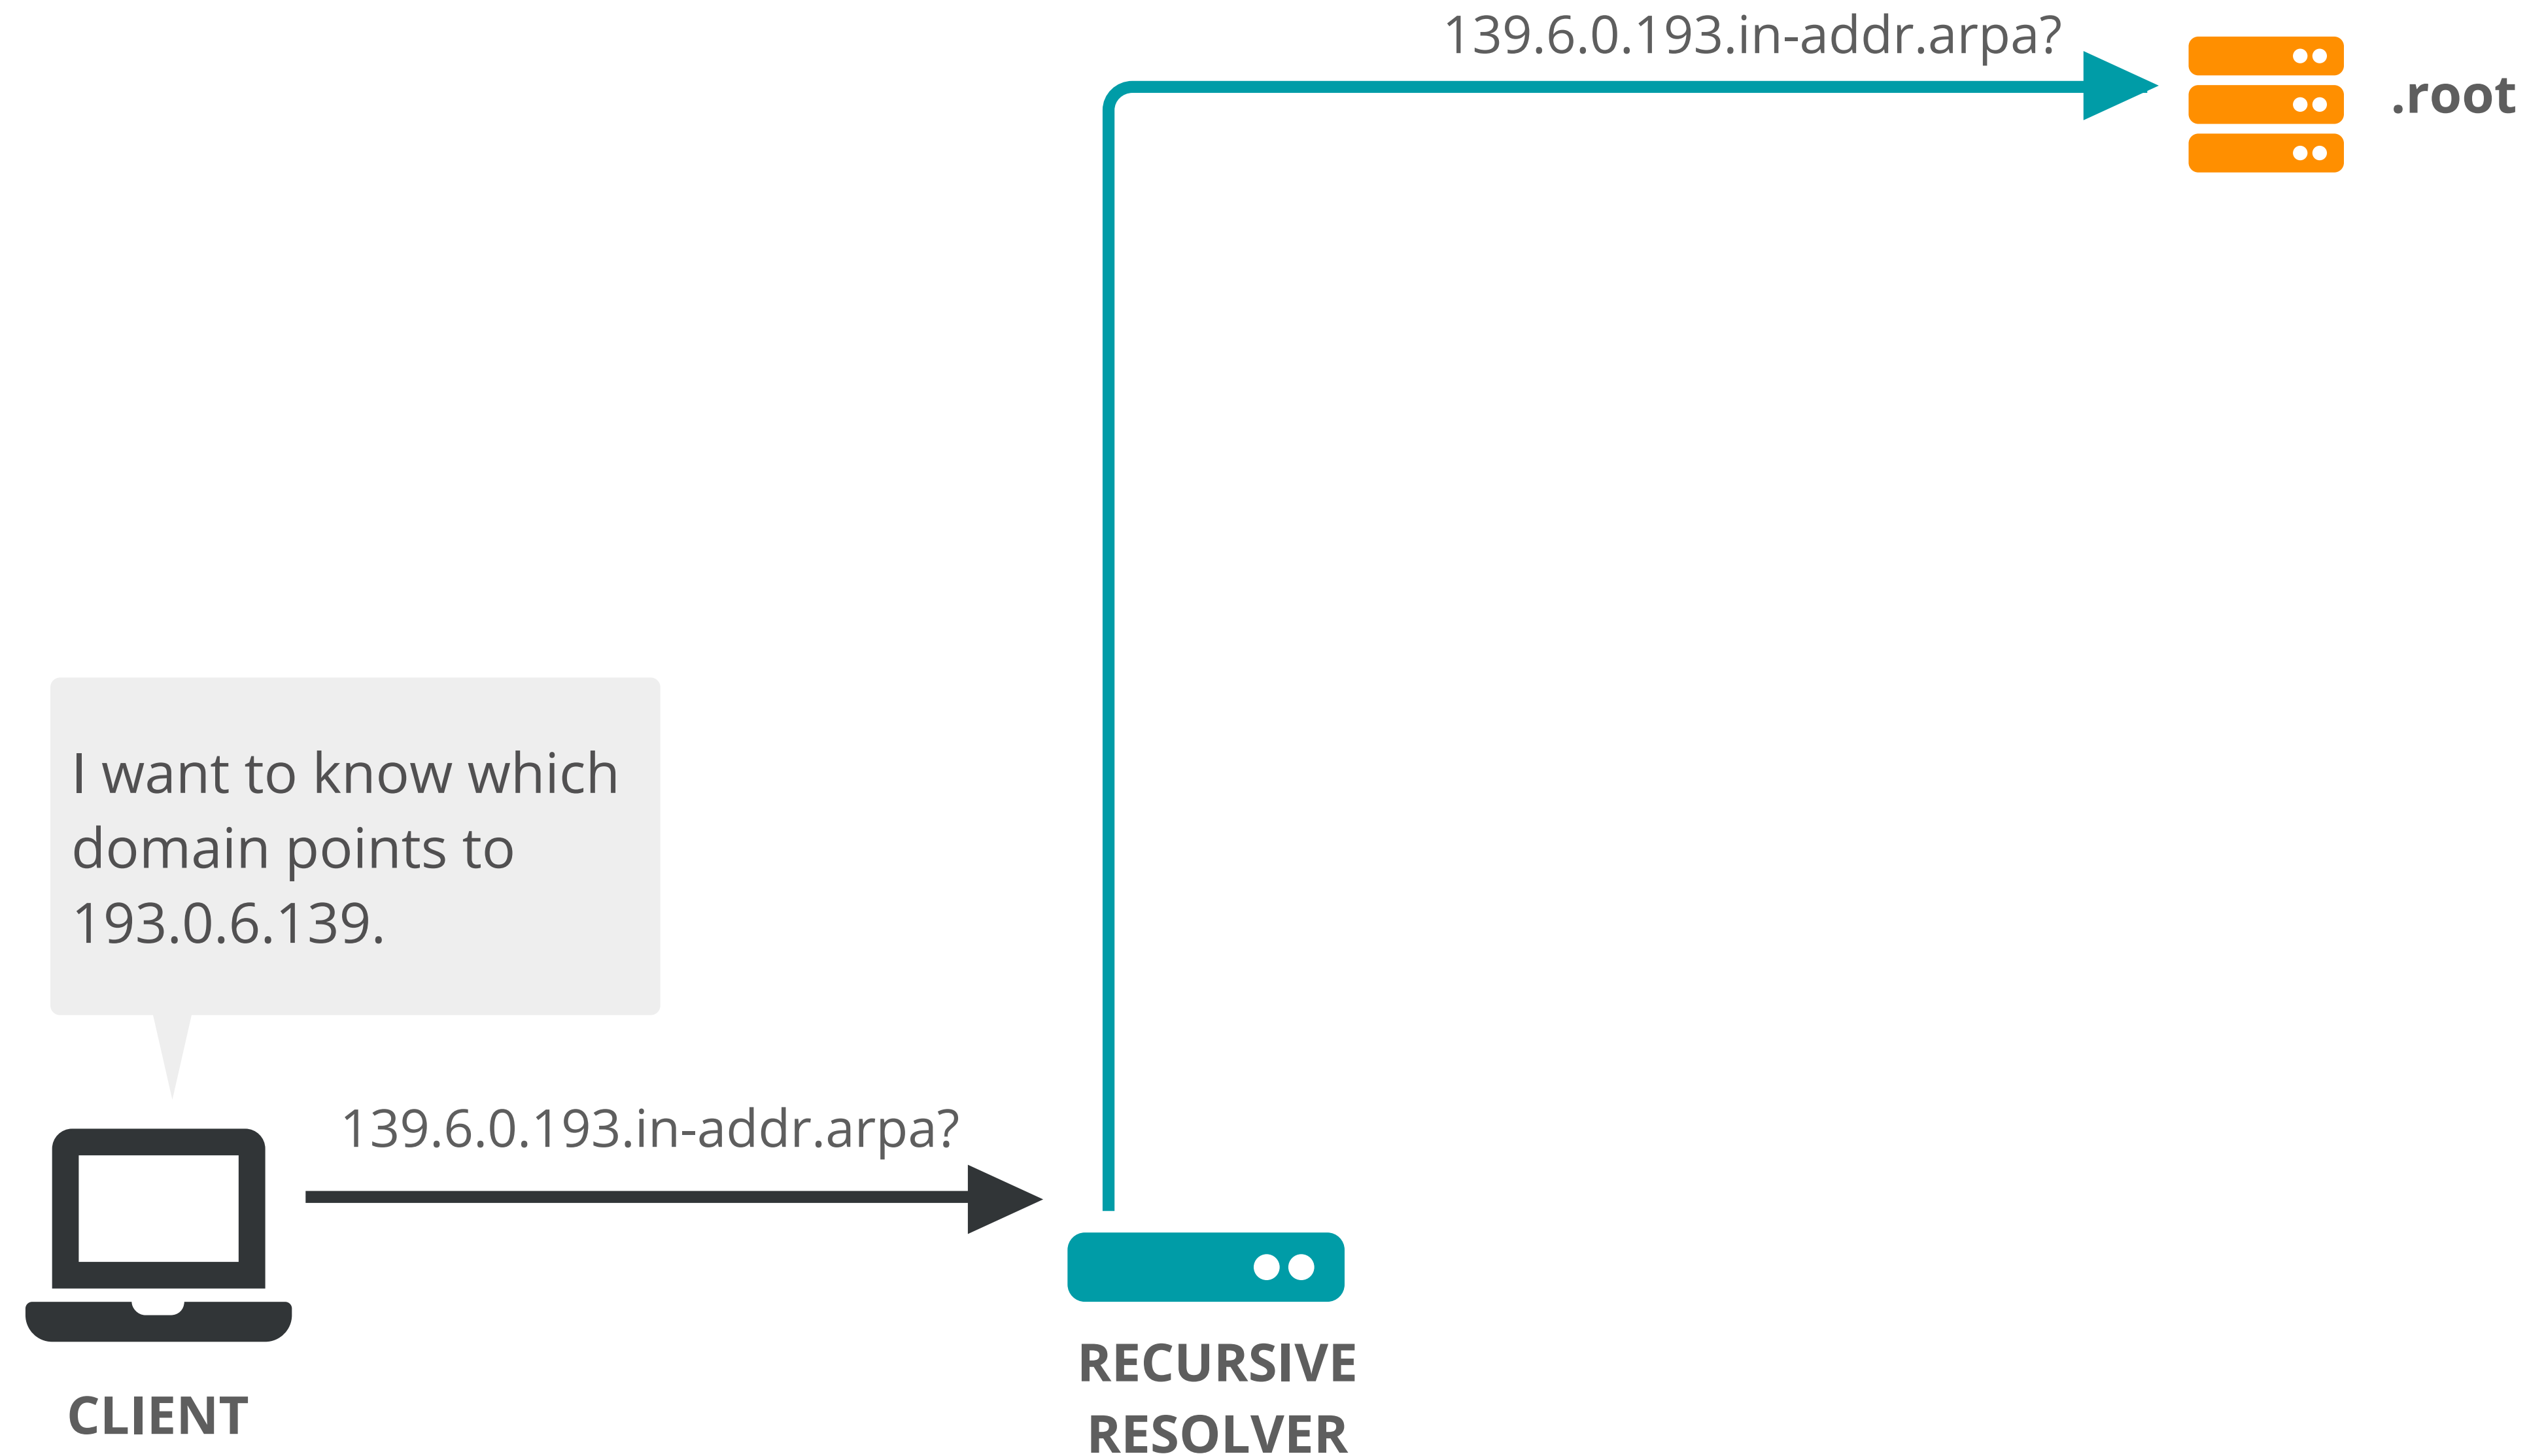 139.6.0.193.in-addr.arpa?
.root
I want to know which
domain points to
193.0.6.139.
139.6.0.193.in-addr.arpa?
CLIENT
RECURSIVE
RESOLVER